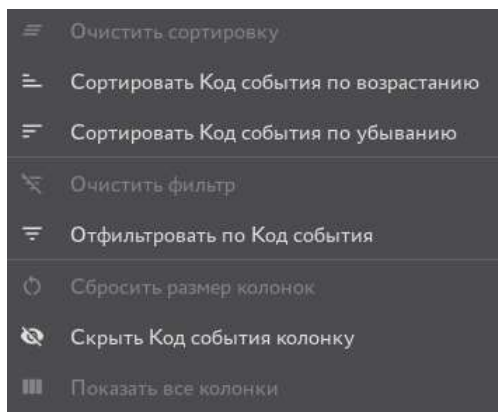 Очистить сортировку
Сортировать Код события по возрастанию
Сортировать Код события по убыванию
Очистить фильтр
Отфильтровать по Код события
Сбросить размер колонок
Скрыть Код события колонку
Показать все колонки